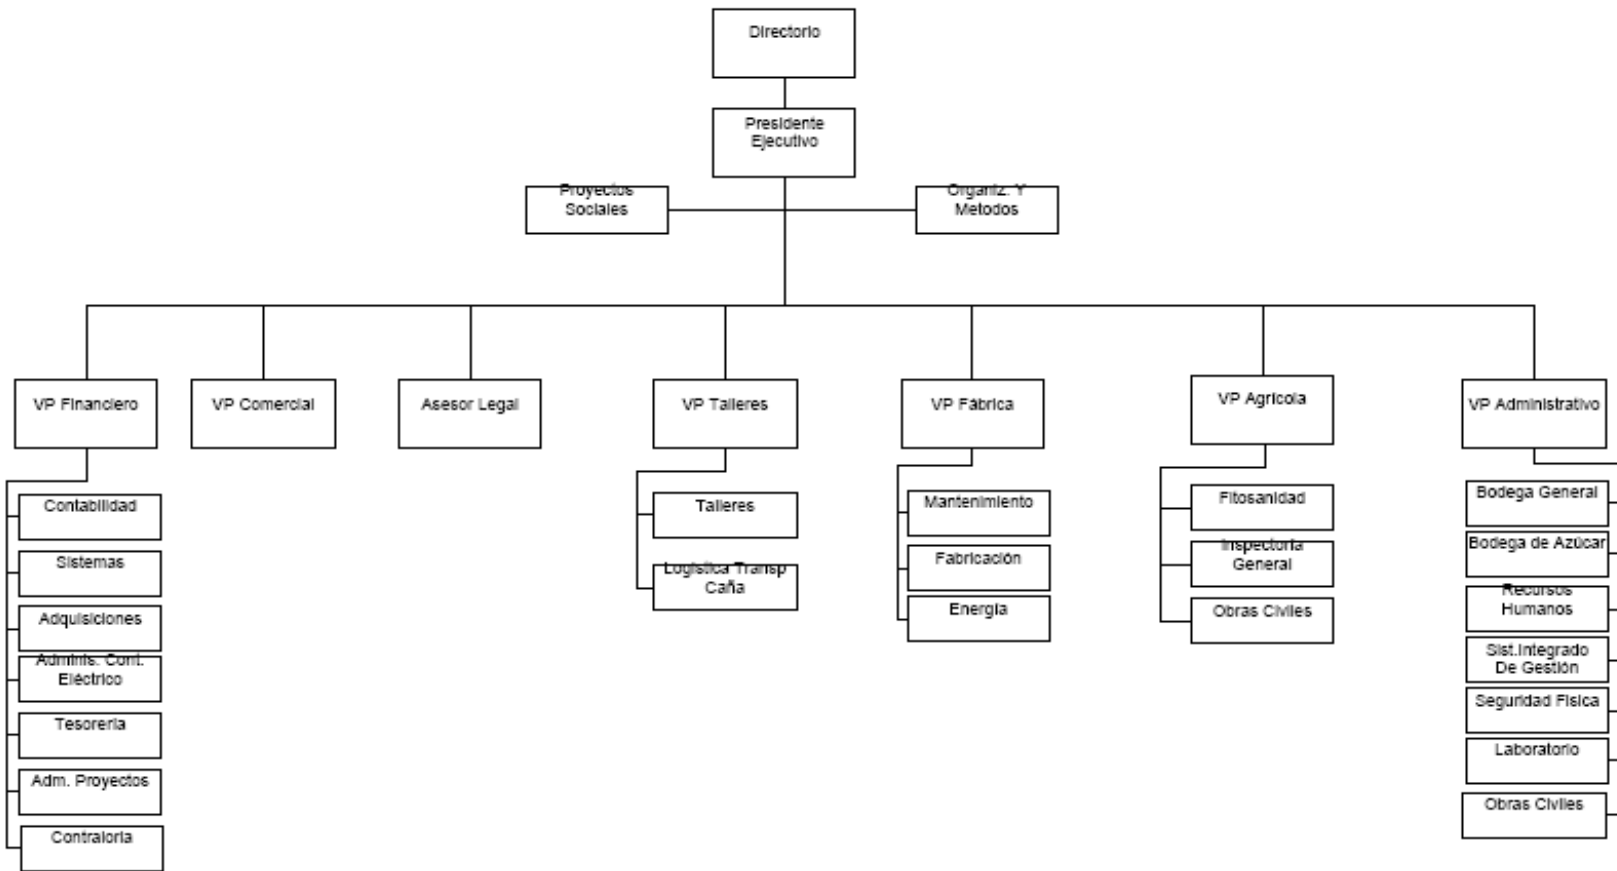 Directorio
Presidente
Ejecutivo
Proyectos
Sociales
Organiz. Y
Metodos
VP Financiero
VP Comercial
Asesor Legal
VP Talleres
VP Fábrica
VP Agrícola
VP Administrativo
Contabilidad
Sistemas
Adquisiciones
Adminis. Cont.
Eléctrico
Tesorería
Adm. Proyectos
Contraloria
Talleres
Logística Transp
Caña
Mantenimiento
Fabricación
Energía
Fitosanidad
Inspectoría
General
Obras Civiles
Bodega General
Bodega de Azúcar
Recursos
Humanos
Sist.Integrado
De Gestión
Seguridad Física
Laboratorio
Obras Civiles